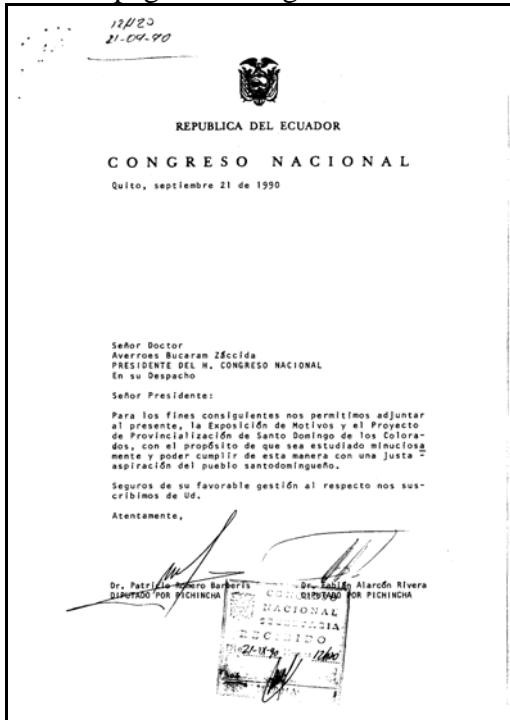 12H20
21-09-90
REPUBLICA DEL ECUADOR
CONGRESO NACIONAL
Quito, septiembre 21 de 1990
Señor Doctor
Averroes Bucaram Záccida
PRESIDENTE DEL H. CONGRESO NACIONAL
En su Despacho
Señor Presidente:
Para los fines consiguientes nos permitimos adjuntar
al presente, la Exposición de Motivos y el Proyecto
de Provincialización de Santo Domingo de los Colora-
dos, con el propósito de que sea estudiado minuciosa
mente y poder cumplir de esta manera con una justa -
aspiración del pueblo santodomingueño.
Seguros de su favorable gestión al respecto nos sus-
cribimos de Ud.
Atentamente,
Dr. Patricio Romero Barberis Dr. Fabián Alarcón Rivera
DIPUTADO POR PICHINCHA DIPUTADO POR PICHINCHA
NACIONAL
SECRETARIA
RECIBIDO
21-IX-90 12h00